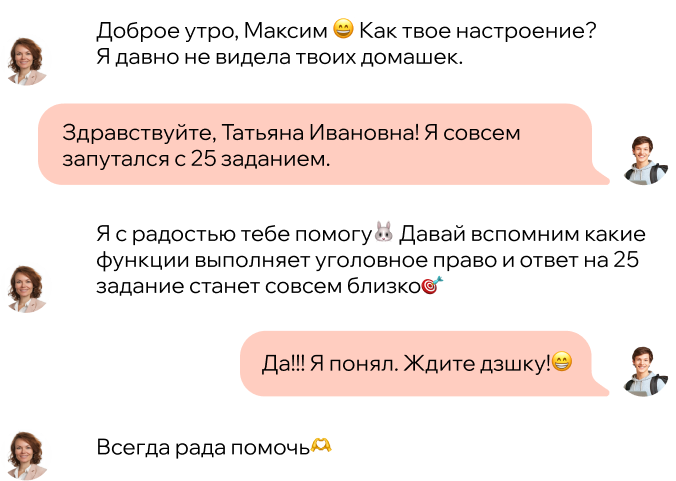 Доброе утро, Максим 😄 Как твое настроение?
Я давно не видела твоих домашек.
Здравствуйте, Татьяна Ивановна! Я совсем
запутался с 25 заданием.
Я с радостью тебе помогу🐰 Давай вспомним какие
функции выполняет уголовное право и ответ на 25
задание станет совсем близко🎯
Да!!! Я понял. Ждите дзшку!😁
Всегда рада помочь🫶